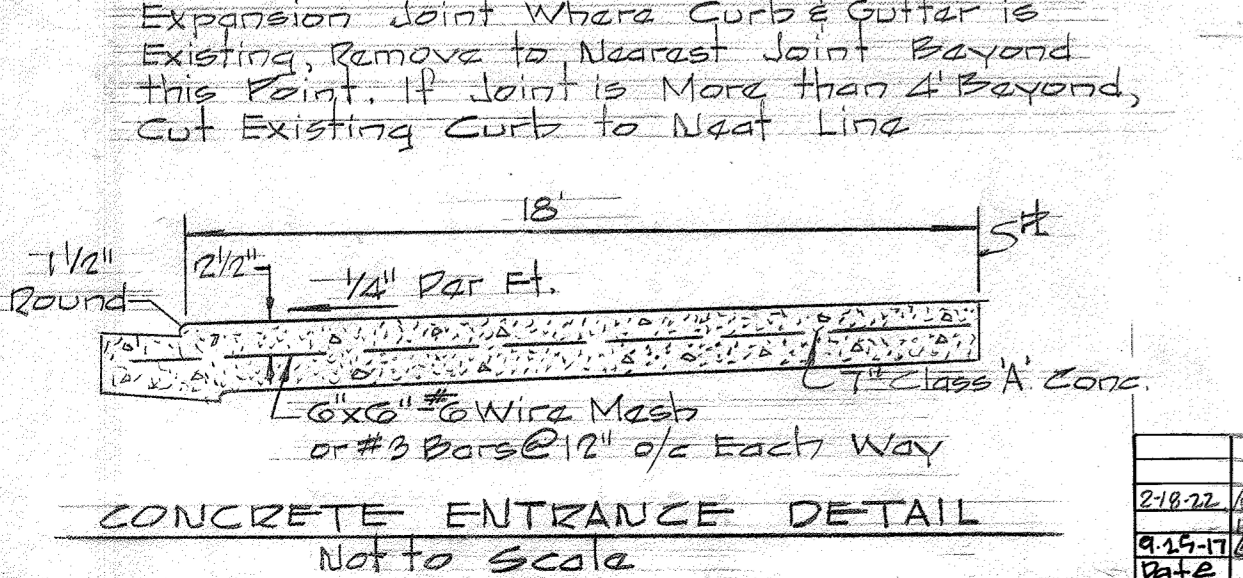 Expansion Joint Where Curb & Gutter is
Existing, Remove to Nearest Joint Beyond
this Point. If Joint is More than 4' Beyond,
Cut Existing Curb to Neat Line
18'
1 1/2"
Round
2 1/2"
1/4" Per Ft.
7" Class 'A' Conc.
6"x6" #6 Wire Mesh
or #3 Bars @ 12" o/c Each Way
CONCRETE ENTRANCE DETAIL
Not to Scale
2-18-22
9-25-17
Date